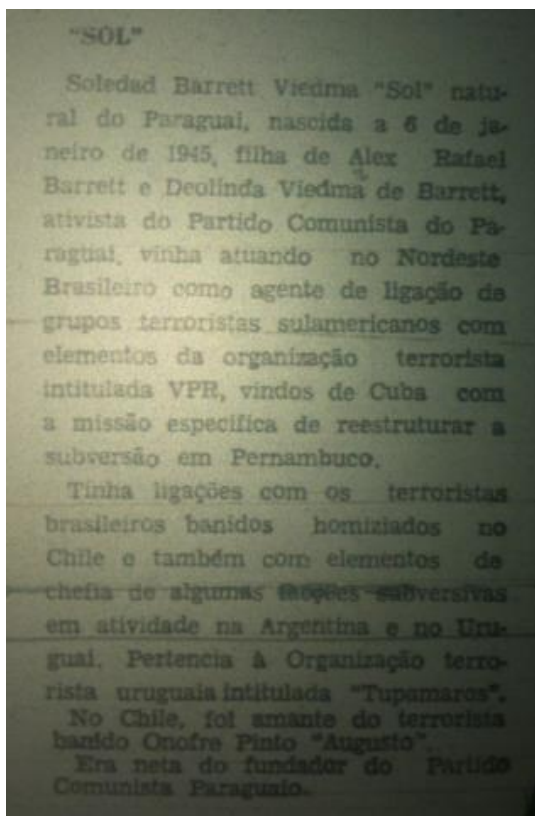 "SOL"
Soledad Barrett Viedma "Sol" natu-
ral do Paraguai, nascida a 6 de ja-
neiro de 1945, filha de Alex Rafael
Barrett e Deolinda Viedma de Barrett,
ativista do Partido Comunista do Pa-
raguai, vinha atuando no Nordeste
Brasileiro como agente de ligação de
grupos terroristas sulamericanos com
elementos da organização terrorista
intitulada VPR, vindos de Cuba com
a missão especifica de reestruturar a
subversão em Pernambuco.
Tinha ligações com os terroristas
brasileiros banidos homiziados no
Chile e também com elementos de
chefia de algumas facções subversivas
em atividade na Argentina e no Uru-
guai. Pertencia à Organização terro-
rista uruguaia intitulada "Tupamaros".
No Chile, foi amante do terrorista
banido Onofre Pinto "Augusto".
Era neta do fundador do Partido
Comunista Paraguaio.